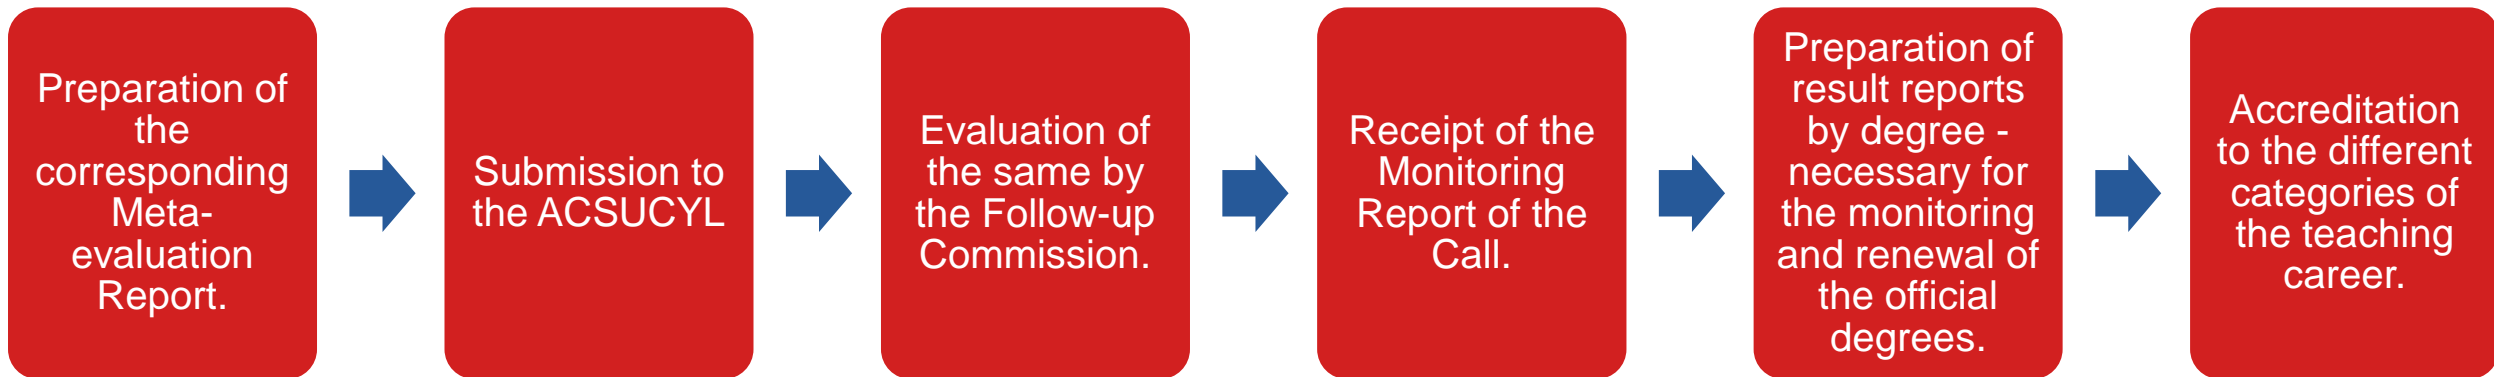 Preparation of
the
corresponding
Meta-
evaluation
Report.
Submission to
the ACSUCYL
Evaluation of
the same by
the Follow-up
Commission.
Receipt of the
Monitoring
Report of the
Call.
Preparation of
result reports
by degree -
necessary for
the monitoring
and renewal of
the official
degrees.
Accreditation
to the different
categories of
the teaching
career.